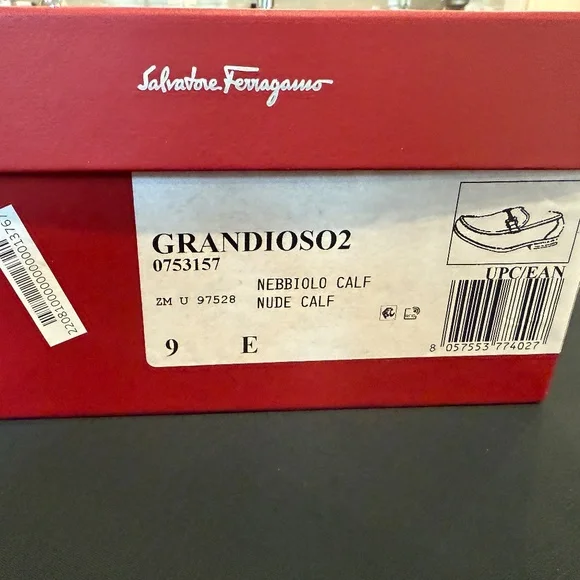 Salvatore Ferragamo
GRANDIOSO2
0753157
NEBBIOLO CALF
ZM U 97528 NUDE CALF
9 E
UPC/EAN
8 057553 774027